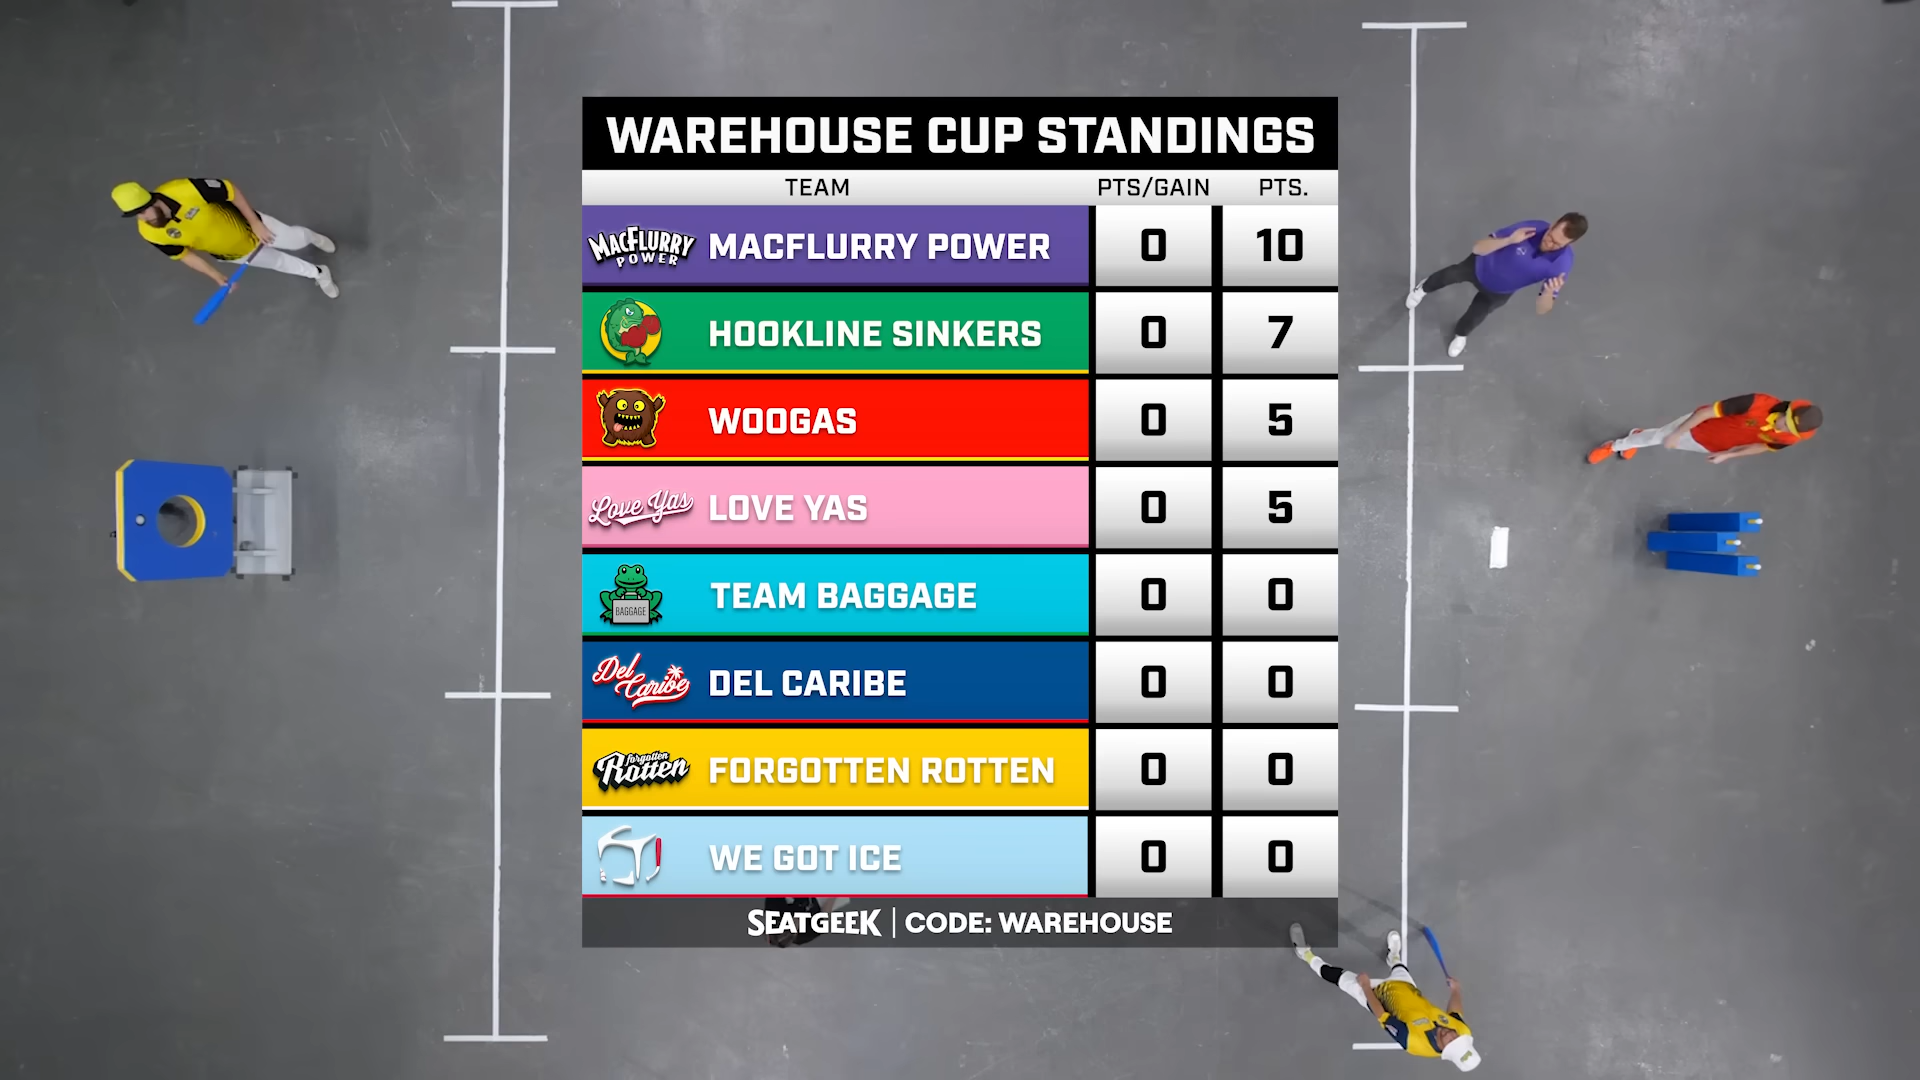 WAREHOUSE CUP STANDINGS
TEAM PTS/GAIN PTS.
MACFLURRY POWER MACFLURRY POWER 0 10
HOOKLINE SINKERS 0 7
WOOGAS 0 5
Love Yas LOVE YAS 0 5
BAGGAGE TEAM BAGGAGE 0 0
Del Caribe DEL CARIBE 0 0
forgotten Rotten FORGOTTEN ROTTEN 0 0
WE GOT ICE 0 0
SEATGEEK | CODE: WAREHOUSE